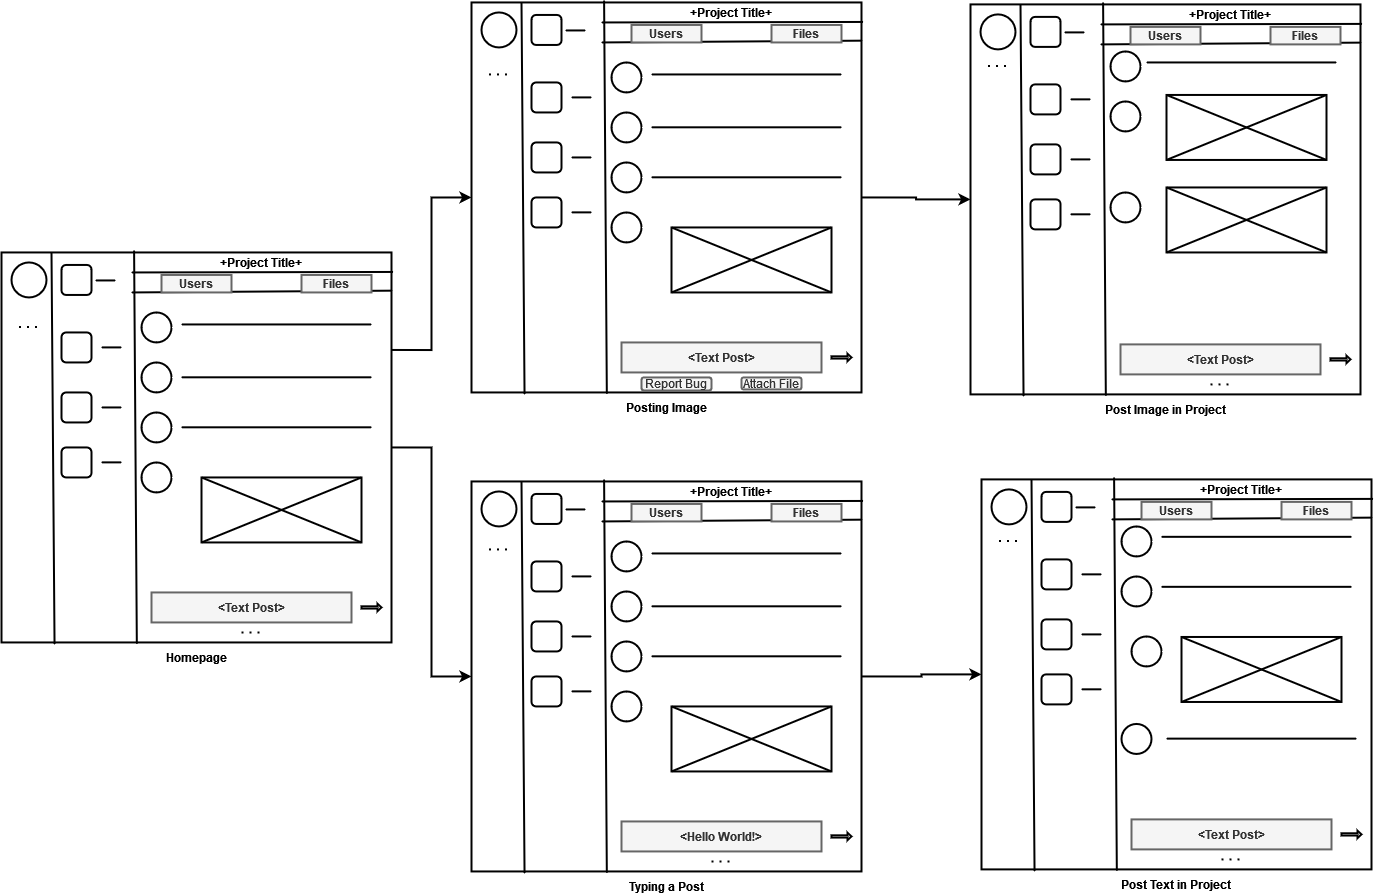 +Project Title+
Users
Files
<Text Post>
Report Bug
Attach File
Posting Image
+Project Title+
Users
Files
<Text Post>
. . .
Post Image in Project
+Project Title+
Users
Files
<Text Post>
. . .
Homepage
+Project Title+
Users
Files
<Hello World!>
. . .
Typing a Post
+Project Title+
Users
Files
<Text Post>
. . .
Post Text in Project